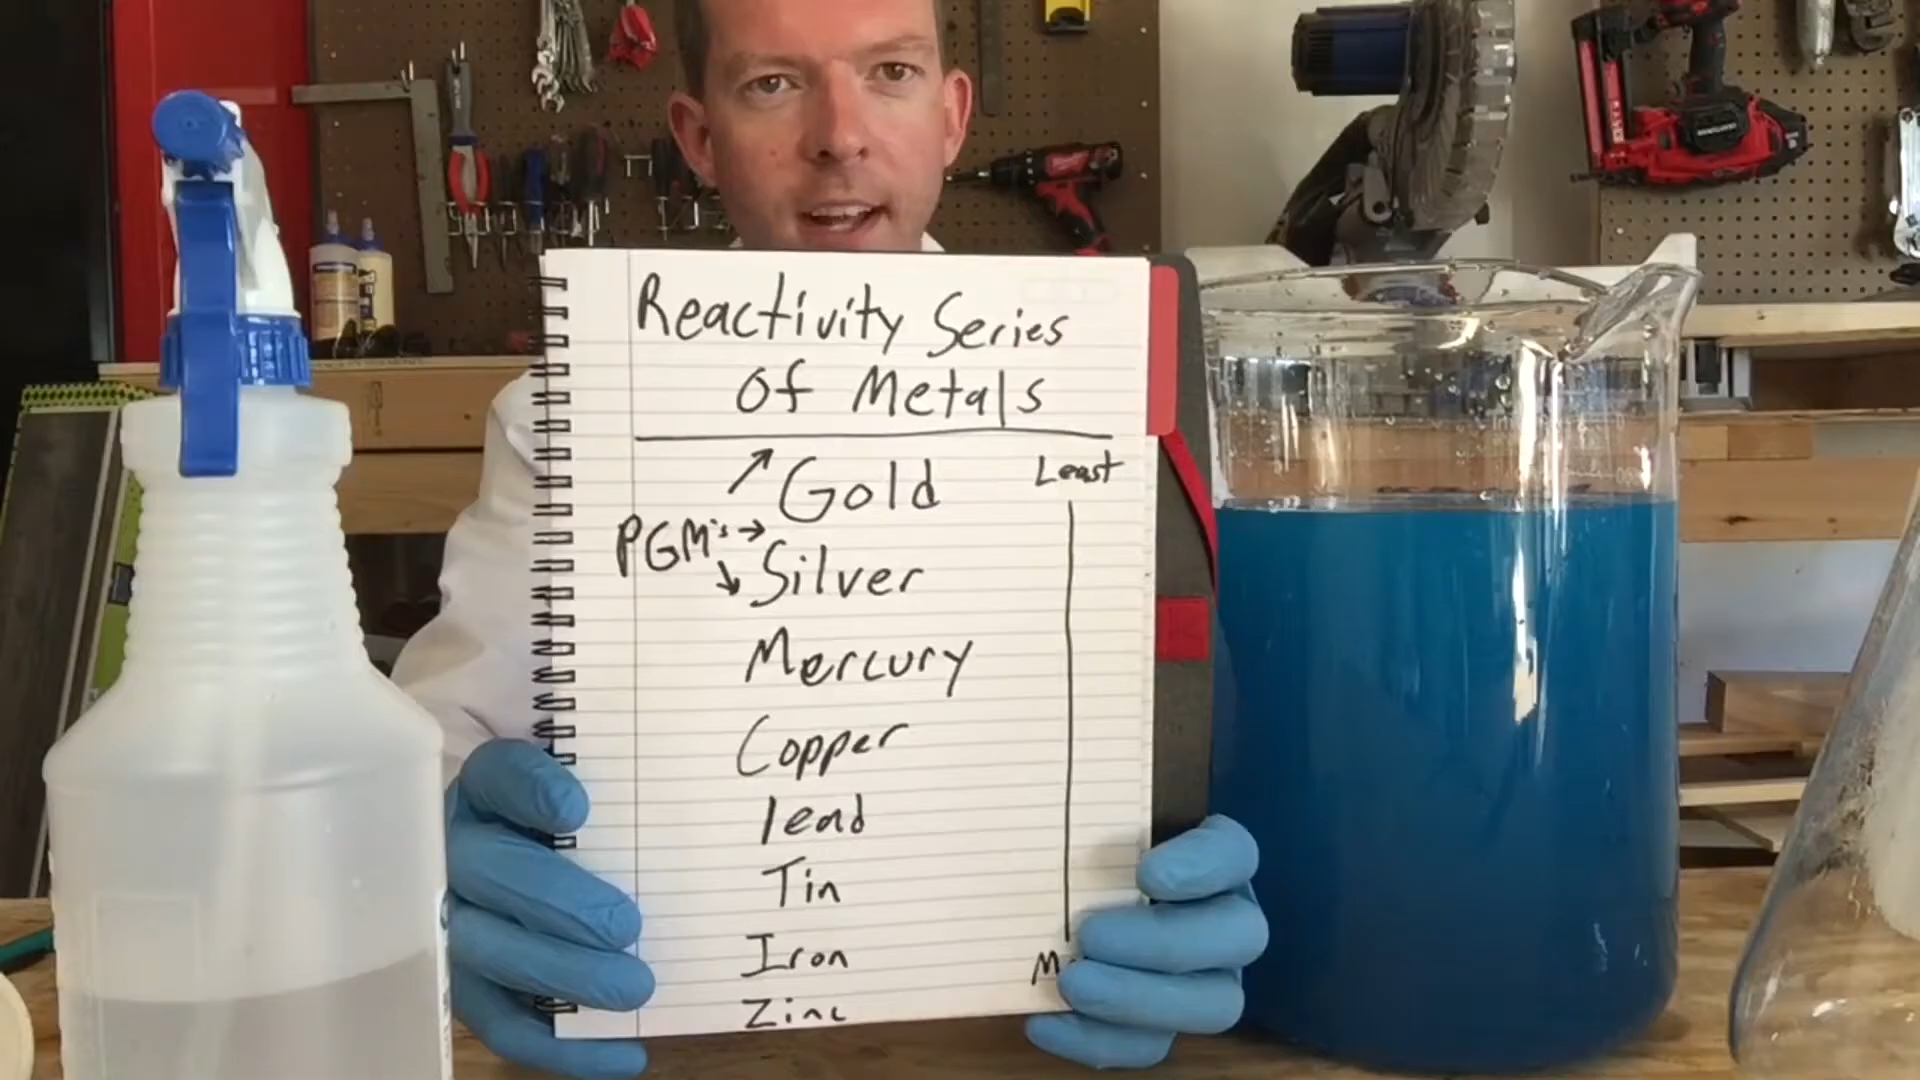 Reactivity Series
Of Metals
Least
Gold
PGM's
Silver
Mercury
Copper
lead
Tin
Iron
Zinc